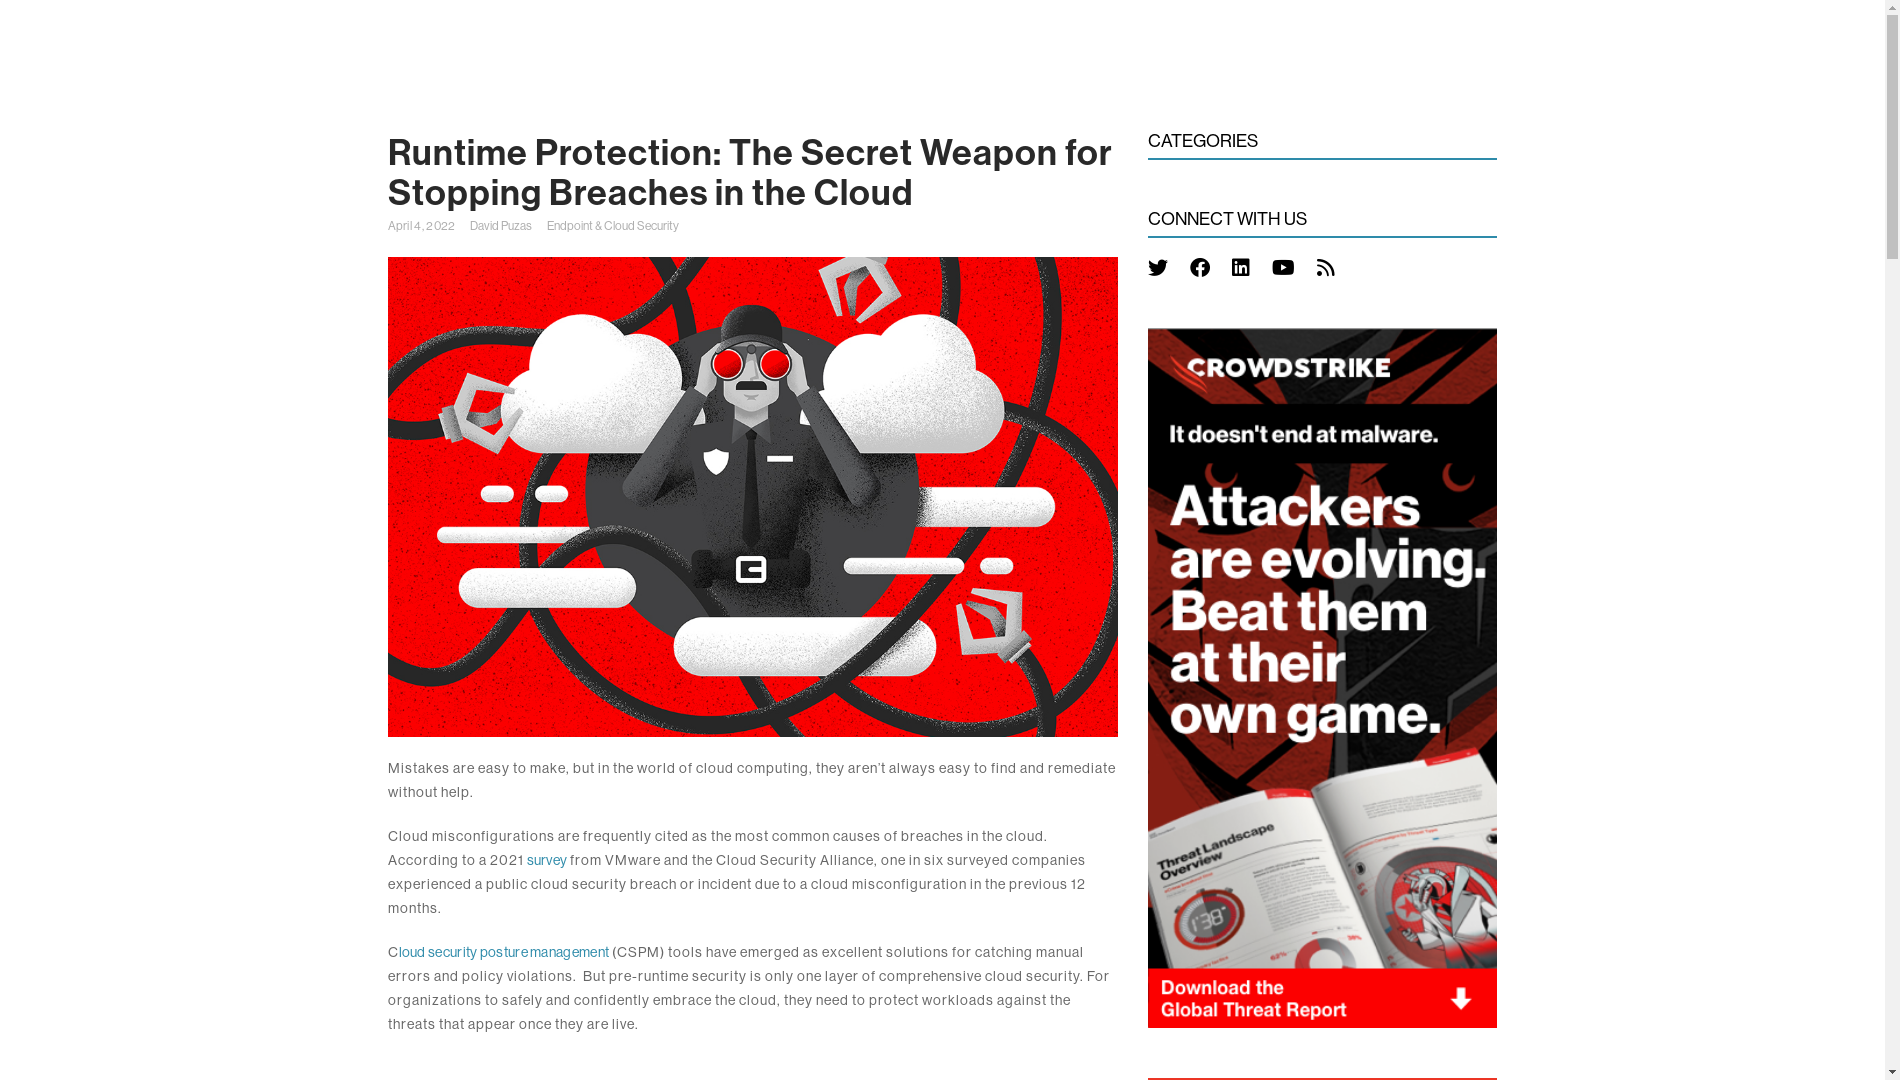 Runtime Protection: The Secret Weapon for
Stopping Breaches in the Cloud
April 4, 2022 David Puzas Endpoint & Cloud Security
Mistakes are easy to make, but in the world of cloud computing, they aren’t always easy to find and remediate
without help.
Cloud misconfigurations are frequently cited as the most common causes of breaches in the cloud.
According to a 2021 survey from VMware and the Cloud Security Alliance, one in six surveyed companies
experienced a public cloud security breach or incident due to a cloud misconfiguration in the previous 12
months.
Cloud security posture management (CSPM) tools have emerged as excellent solutions for catching manual
errors and policy violations.  But pre-runtime security is only one layer of comprehensive cloud security. For
organizations to safely and confidently embrace the cloud, they need to protect workloads against the
threats that appear once they are live.
CATEGORIES
CONNECT WITH US
CROWDSTRIKE
It doesn't end at malware.
Attackers
are evolving.
Beat them
at their
own game.
Threat Landscape
Overview
1:38
Download the
Global Threat Report